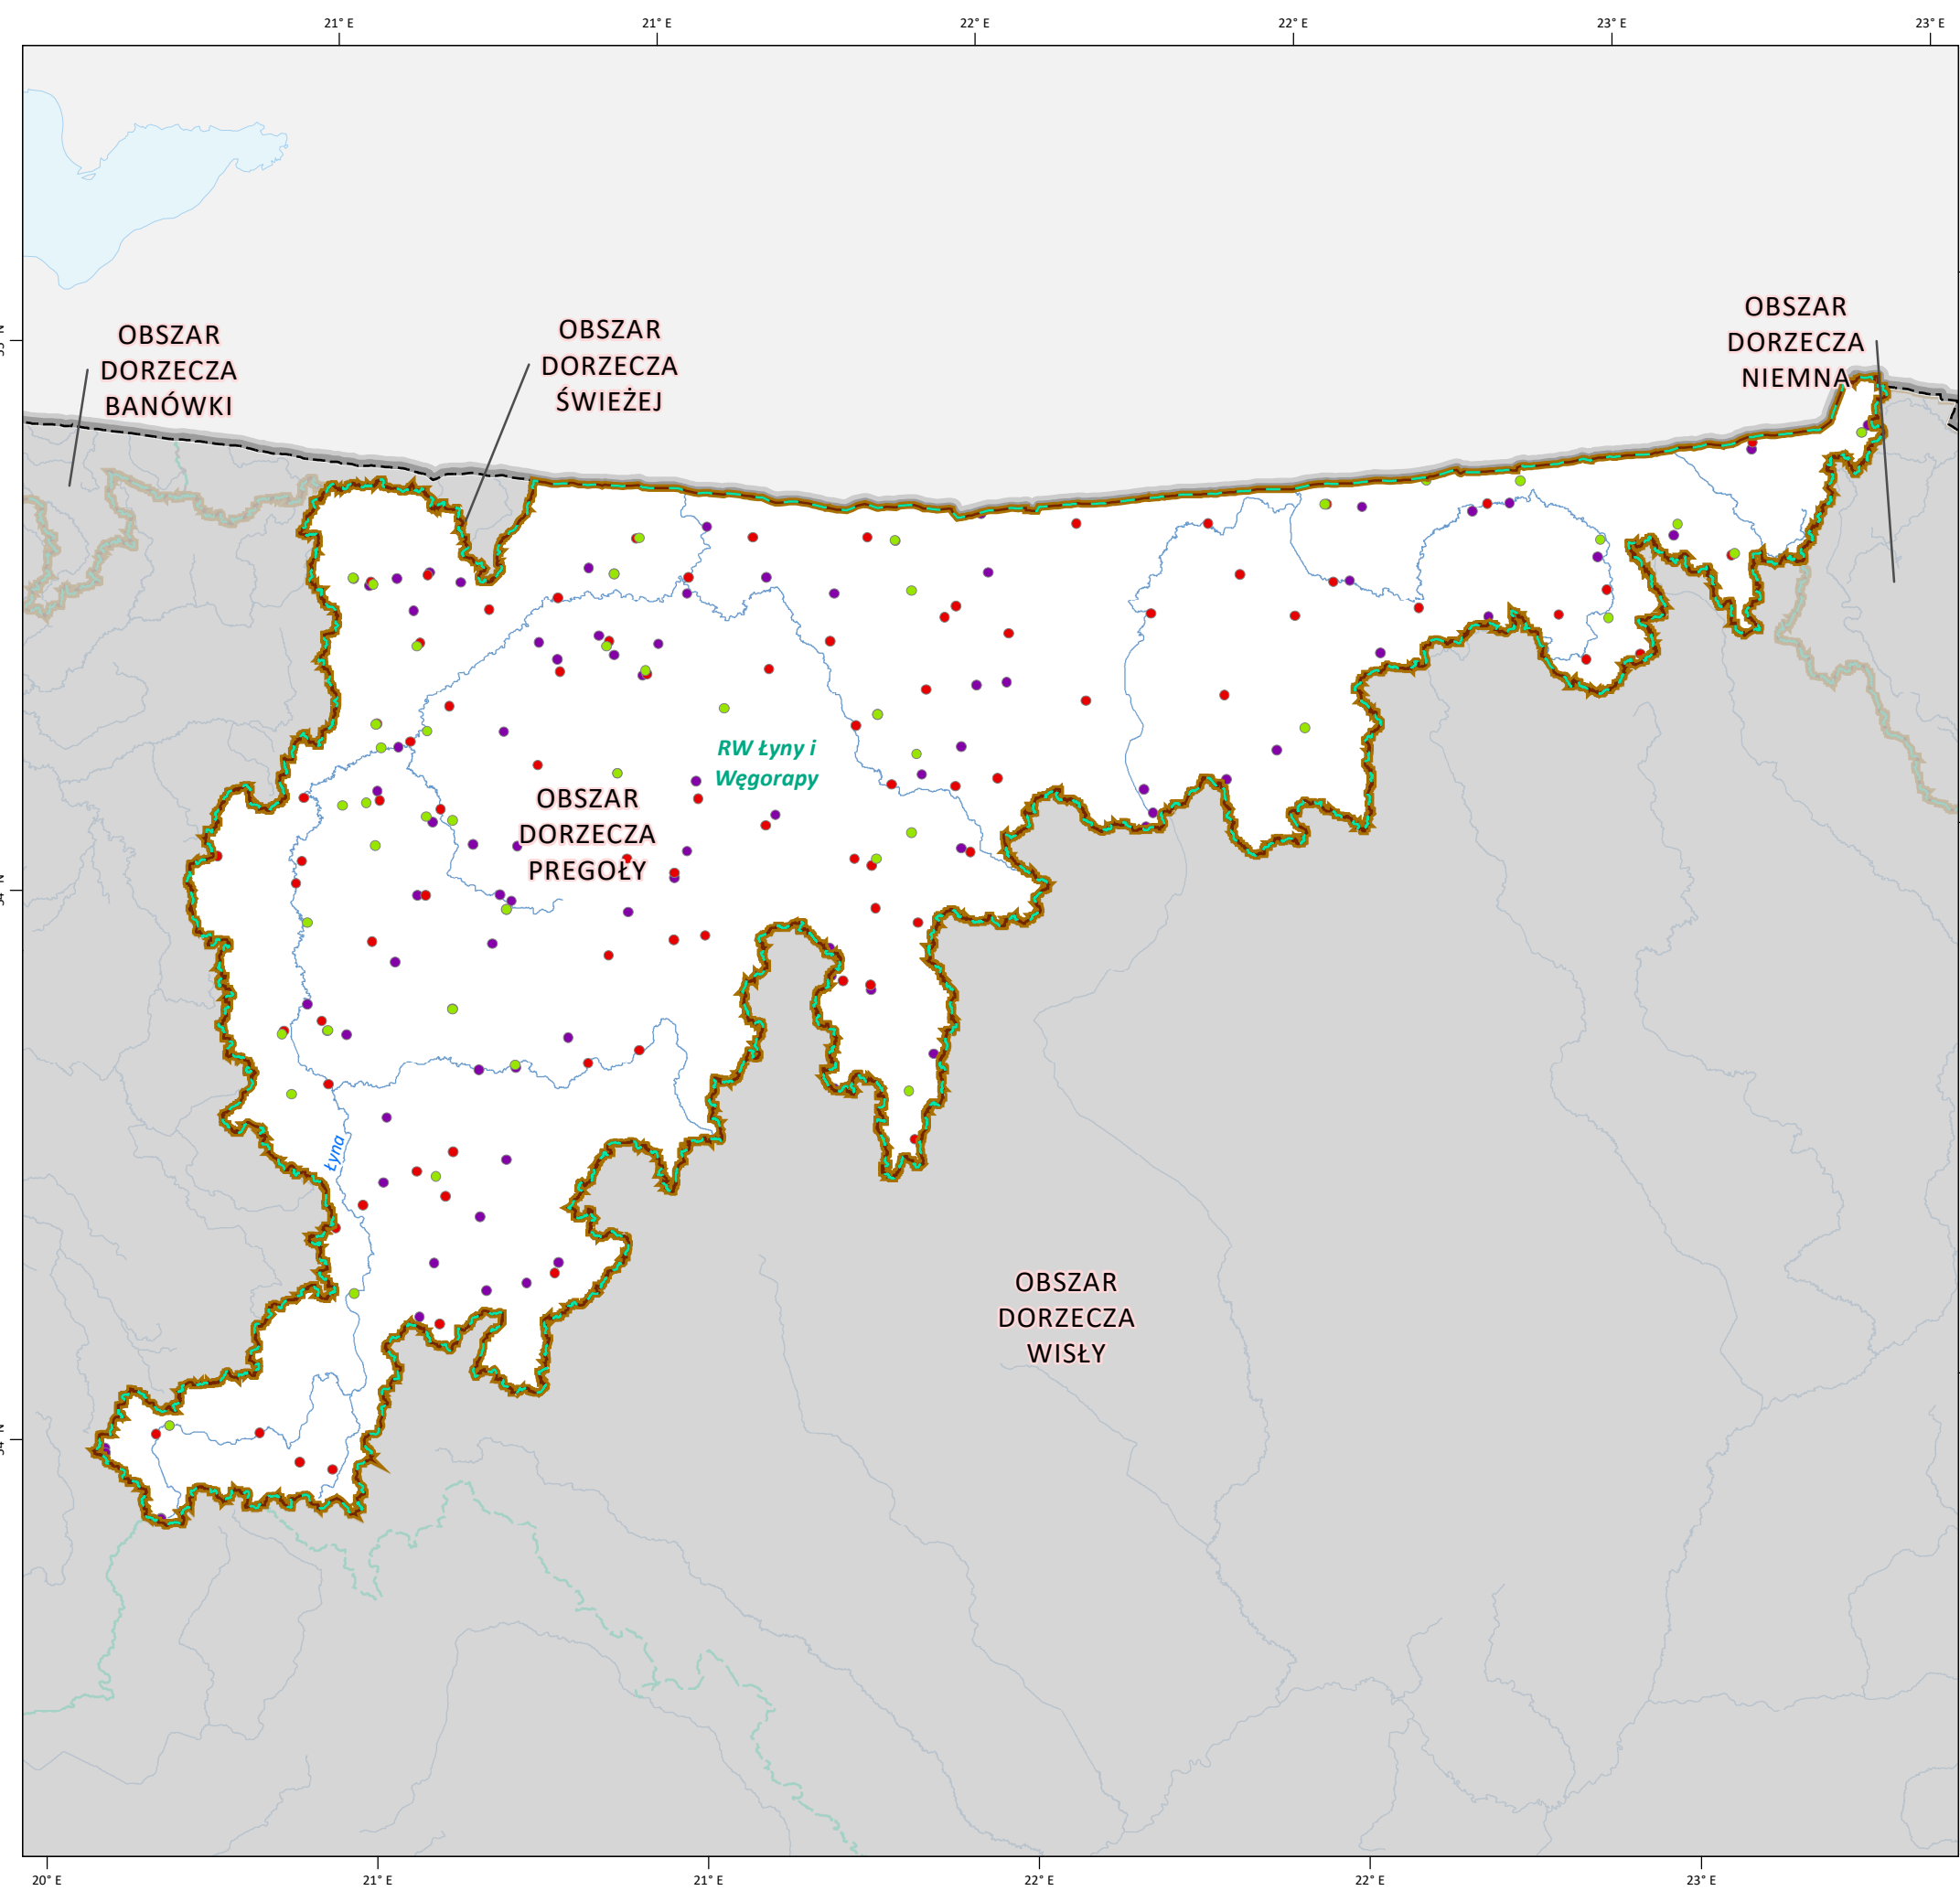 21° E
21° E
22° E
22° E
23° E
23° E
OBSZAR
DORZECZA
BANÓWKI
OBSZAR
DORZECZA
ŚWIEŻEJ
OBSZAR
DORZECZA
NIEMNA
RW Łyny i
Węgorapy
OBSZAR
DORZECZA
PREGOŁY
Łyna
OBSZAR
DORZECZA
WISŁY
20° E
21° E
21° E
22° E
22° E
23° E